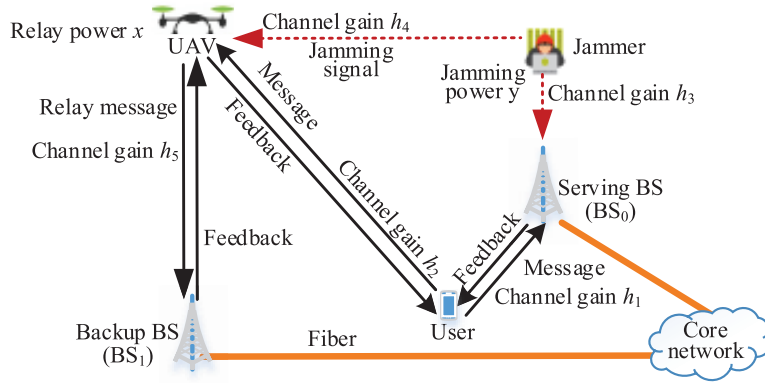 Relay power x
UAV
Channel gain h4
Jamming
signal
Jammer
Jamming
power y
Channel gain h3
Relay message
Channel gain h5
Message
Feedback
Channel gain h2
Feedback
Serving BS
(BS0)
Feedback
Message
Channel gain h1
User
Backup BS
(BS1)
Fiber
Core
network